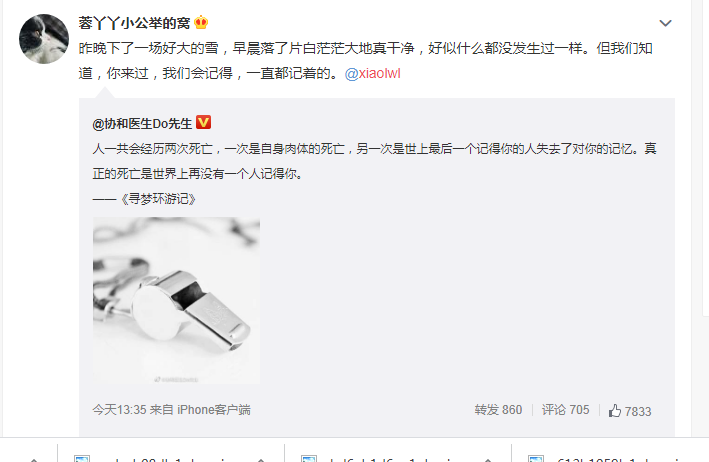 蓉丫丫小公举的窝
昨晚下了一场好大的雪，早晨落了片白茫茫大地真干净，好似什么都没发生过一样。但我们知
道，你来过，我们会记得，一直都记着的。@xiaolwl
@协和医生Do先生
人一共会经历两次死亡，一次是自身肉体的死亡，另一次是世上最后一个记得你的人失去了对你的记忆。真
正的死亡是世界上再没有一个人记得你。
——《寻梦环游记》
今天13:35 来自 iPhone客户端 转发 860 评论 705 7833